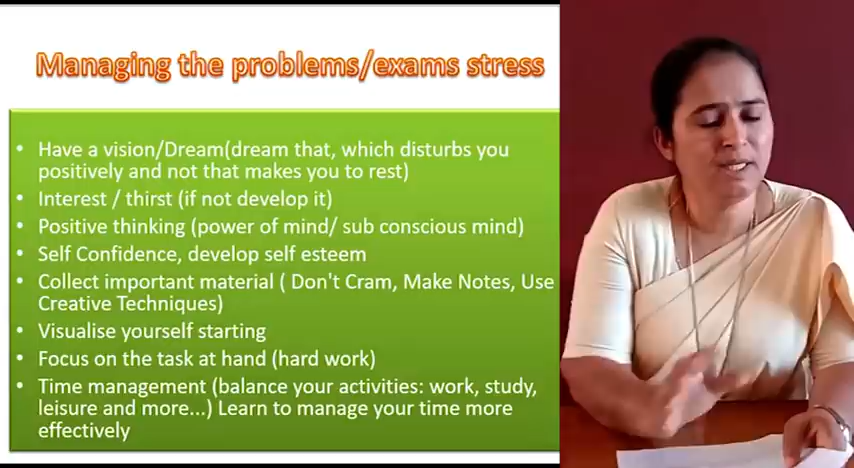 Managing the problems/exams stress
• Have a vision/Dream(dream that, which disturbs you
positively and not that makes you to rest)
• Interest / thirst (if not develop it)
• Positive thinking (power of mind/ sub conscious mind)
• Self Confidence, develop self esteem
• Collect important material ( Don't Cram, Make Notes, Use
Creative Techniques)
• Visualise yourself starting
• Focus on the task at hand (hard work)
• Time management (balance your activities: work, study,
leisure and more...) Learn to manage your time more
effectively